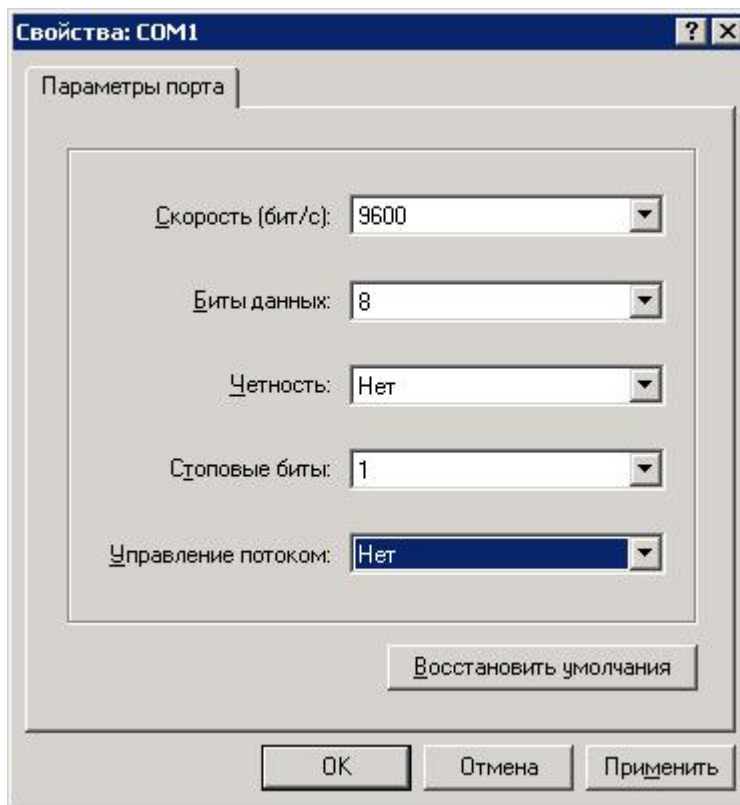 Свойства: COM1
Параметры порта
Скорость (бит/с): 9600
Биты данных: 8
Четность: Нет
Стоповые биты: 1
Управление потоком: Нет
Восстановить умолчания
OK Отмена Применить